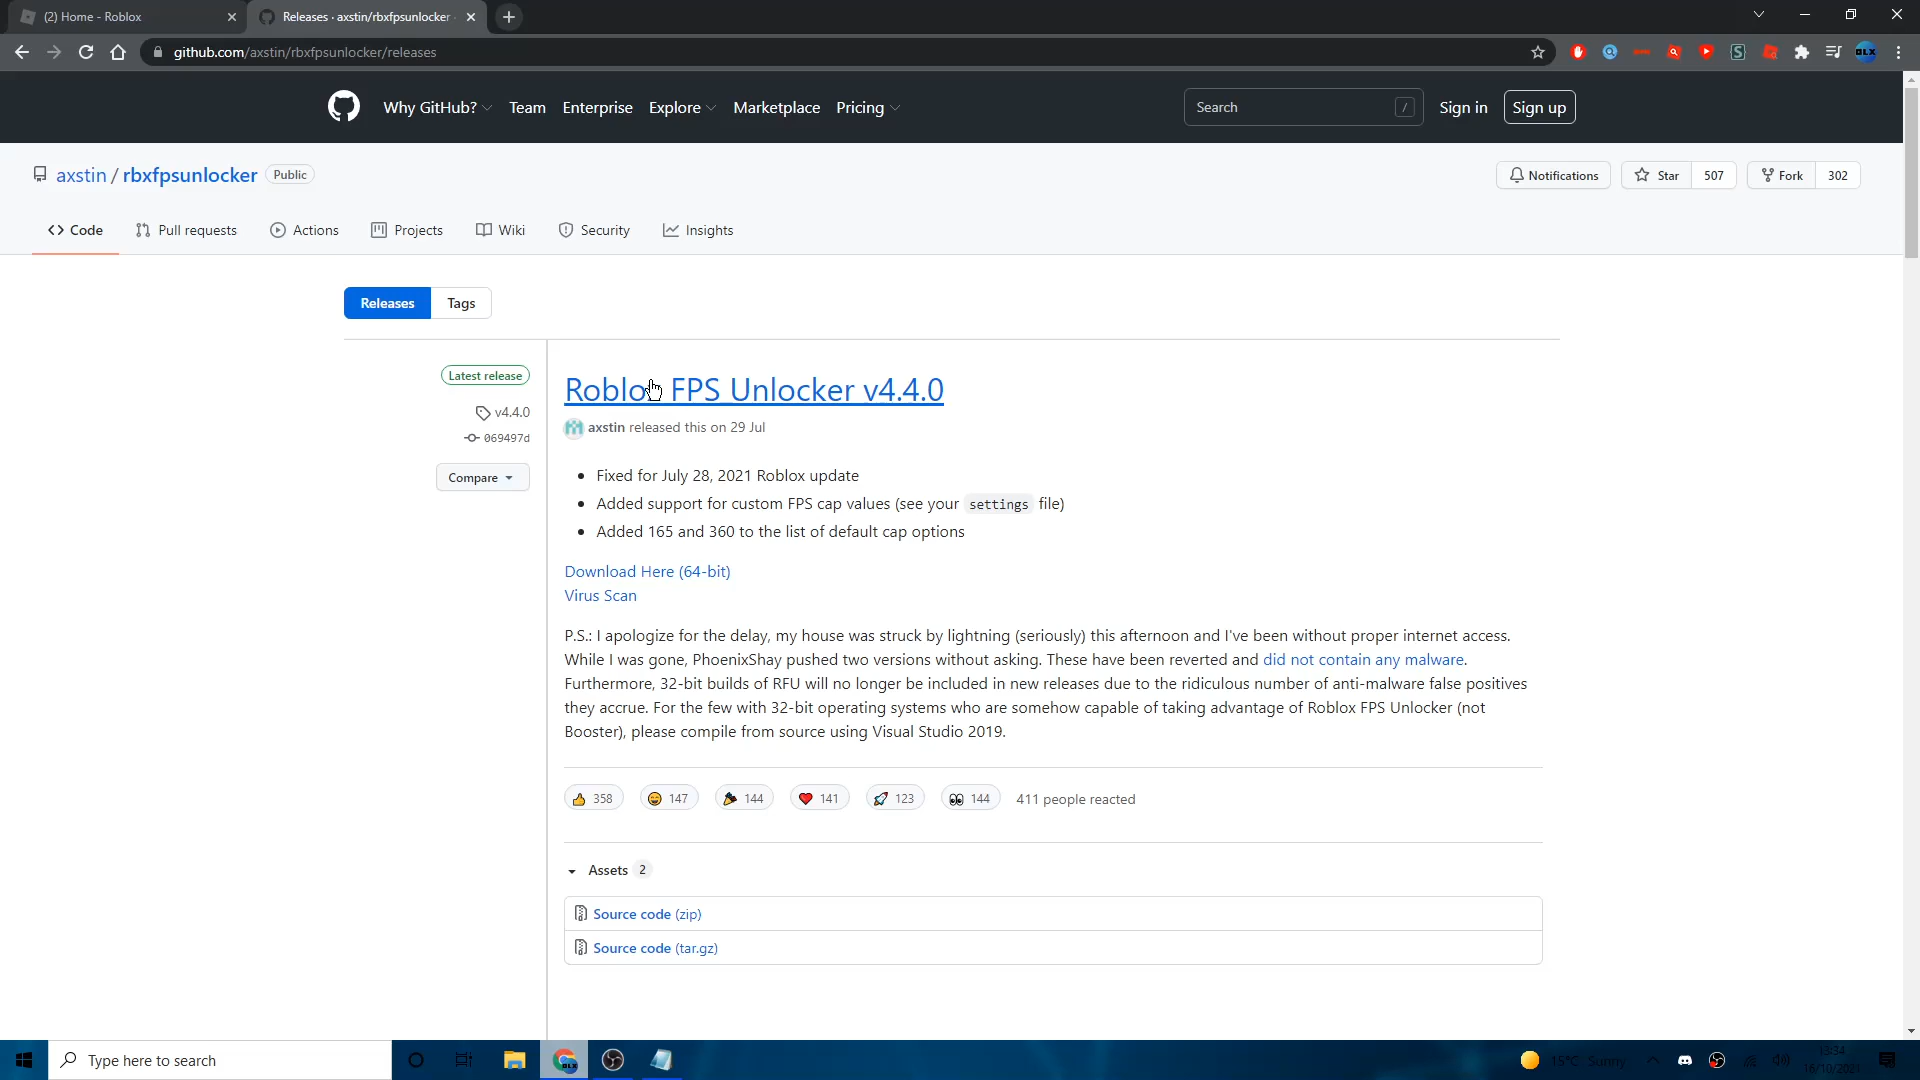 (2) Home - Roblox
Releases · axstin/rbxfpsunlocker
github.com/axstin/rbxfpsunlocker/releases
Why GitHub? Team Enterprise Explore Marketplace Pricing
Search /
Sign in Sign up
axstin / rbxfpsunlocker Public
Notifications Star 507 Fork 302
Code Pull requests Actions Projects Wiki Security Insights
Releases Tags
Latest release
v4.4.0
069497d
Compare
Roblox FPS Unlocker v4.4.0
axstin released this on 29 Jul
Fixed for July 28, 2021 Roblox update
Added support for custom FPS cap values (see your settings file)
Added 165 and 360 to the list of default cap options
Download Here (64-bit)
Virus Scan
P.S.: I apologize for the delay, my house was struck by lightning (seriously) this afternoon and I've been without proper internet access.
While I was gone, PhoenixShay pushed two versions without asking. These have been reverted and did not contain any malware.
Furthermore, 32-bit builds of RFU will no longer be included in new releases due to the ridiculous number of anti-malware false positives
they accrue. For the few with 32-bit operating systems who are somehow capable of taking advantage of Roblox FPS Unlocker (not
Booster), please compile from source using Visual Studio 2019.
358 147 144 141 123 144 411 people reacted
Assets 2
Source code (zip)
Source code (tar.gz)
Type here to search
15°C Sunny